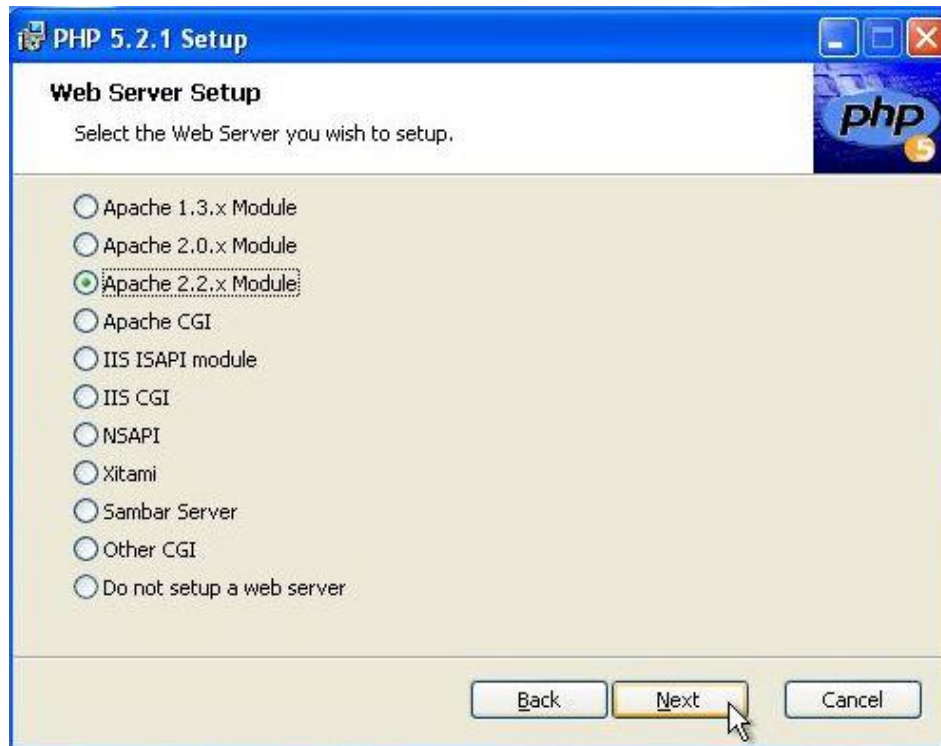 PHP 5.2.1 Setup
Web Server Setup
Select the Web Server you wish to setup.
php
5
Apache 1.3.x Module
Apache 2.0.x Module
Apache 2.2.x Module
Apache CGI
IIS ISAPI module
IIS CGI
NSAPI
Xitami
Sambar Server
Other CGI
Do not setup a web server
Back Next Cancel